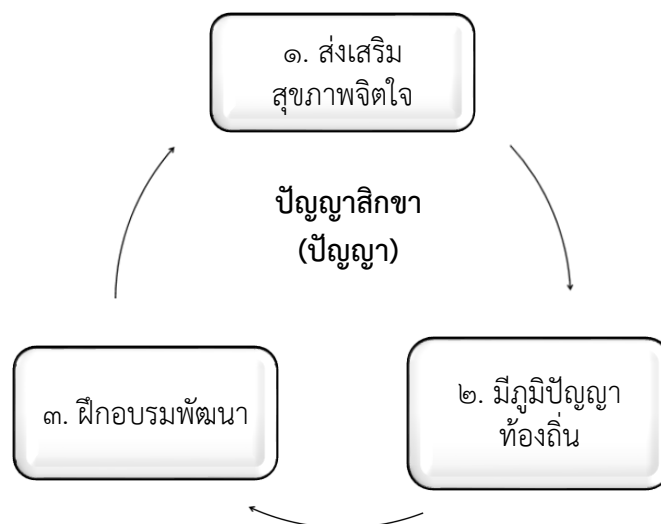 ๑. ส่งเสริม
สุขภาพจิตใจ
ปัญญาสิกขา
(ปัญญา)
๒. มีภูมิปัญญา
ท้องถิ่น
๓. ฝึกอบรมพัฒนา